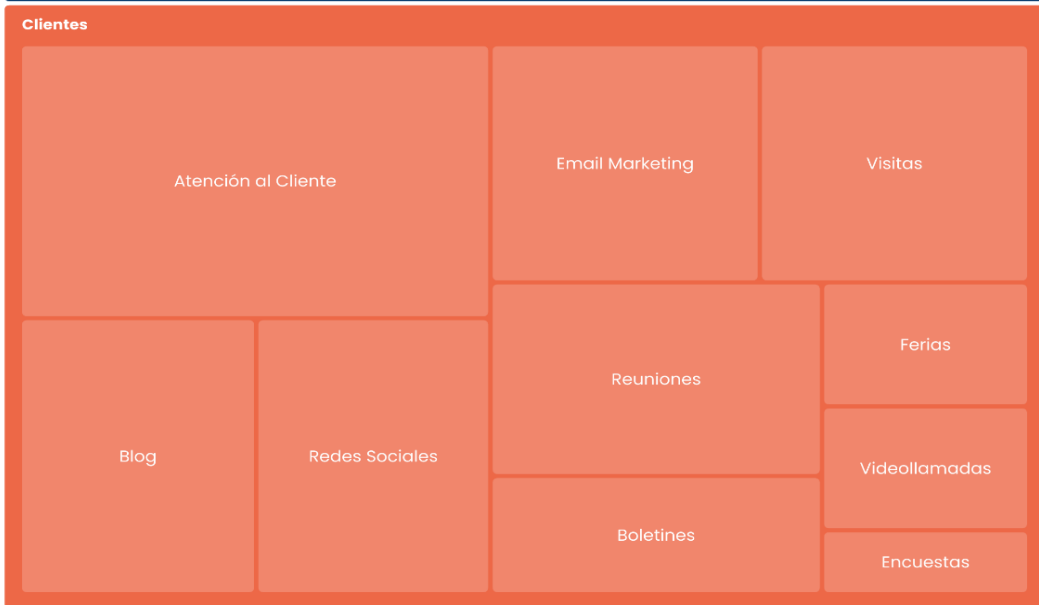 Clientes
Atención al Cliente
Email Marketing
Visitas
Blog
Redes Sociales
Reuniones
Boletines
Ferias
Videollamadas
Encuestas